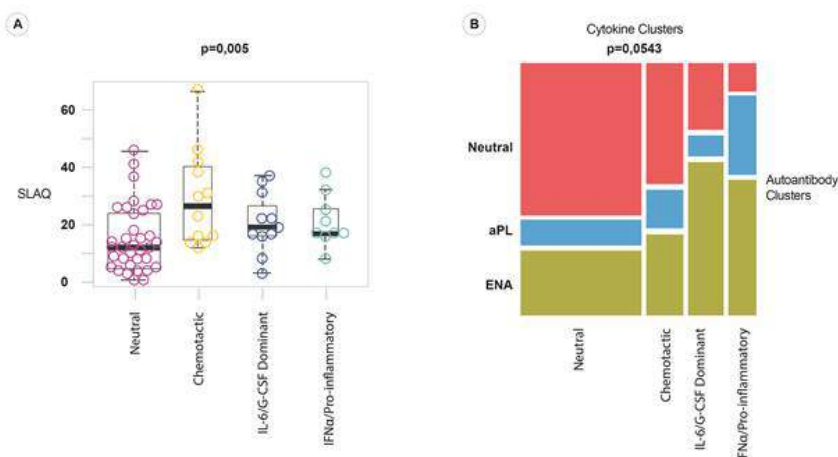 A
p=0,005
SLAQ
60
40
20
0
Neutral
Chemotactic
IL-6/G-CSF Dominant
IFNα/Pro-inflammatory
B
Cytokine Clusters
p=0,0543
Neutral
aPL
ENA
Autoantibody
Clusters
Neutral
Chemotactic
IL-6/G-CSF Dominant
FNα/Pro-inflammatory